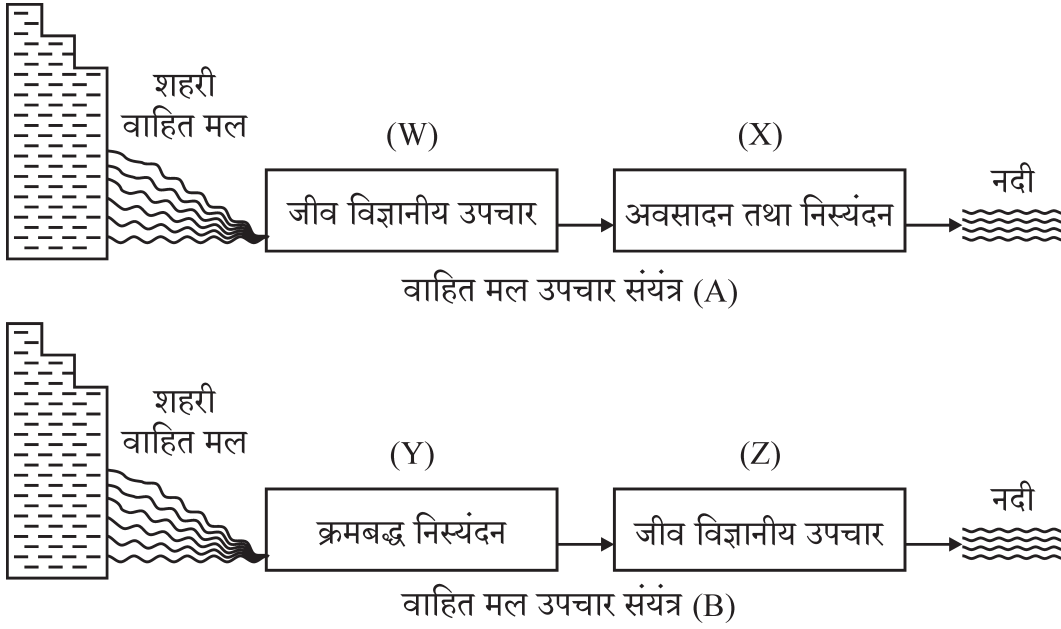 शहरी
वाहित मल
(W)
(X)
जीव विज्ञानीय उपचार
अवसादन तथा निस्यंदन
नदी
वाहित मल उपचार संयंत्र (A)
शहरी
वाहित मल
(Y)
(Z)
क्रमबद्ध निस्यंदन
जीव विज्ञानीय उपचार
नदी
वाहित मल उपचार संयंत्र (B)